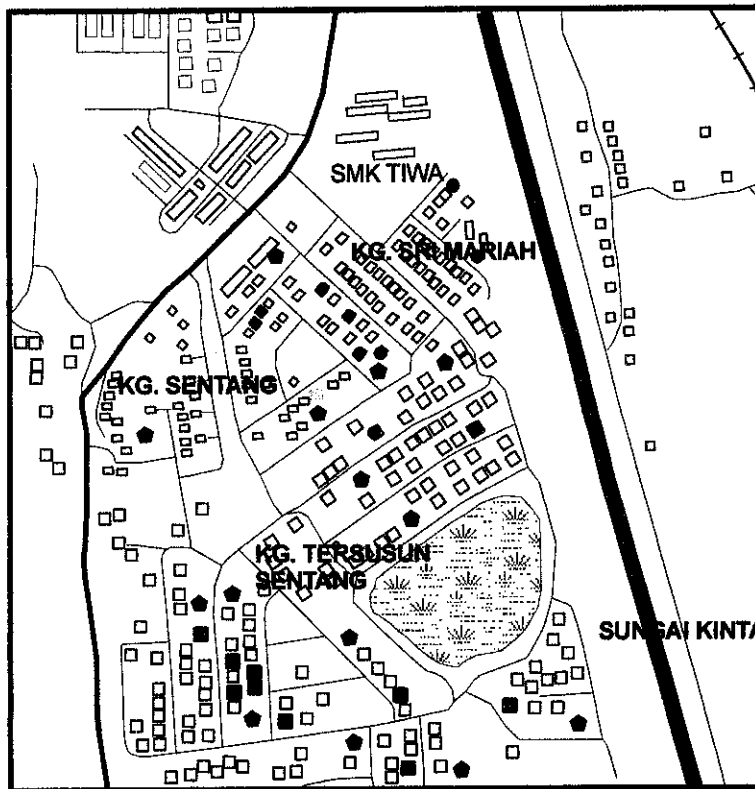 SMK TIWA
KG. SRI MARIAH
KG. SENTANG
KG. TERSUSUN
SENTANG
SUNGAI KINTA